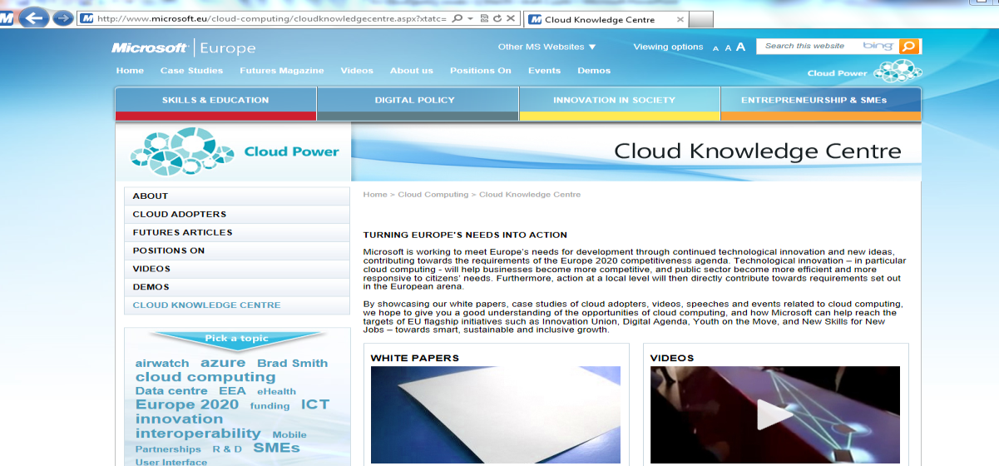 http://www.microsoft.eu/cloud-computing/cloudknowledgecentre.aspx?xtatc=
Cloud Knowledge Centre
Microsoft Europe
Other MS Websites
Viewing options A A A
Search this website
bing
Home Case Studies Futures Magazine Videos About us Positions On Events Demos
Cloud Power
SKILLS & EDUCATION
DIGITAL POLICY
INNOVATION IN SOCIETY
ENTREPRENEURSHIP & SMEs
Cloud Power
Cloud Knowledge Centre
ABOUT
CLOUD ADOPTERS
FUTURES ARTICLES
POSITIONS ON
VIDEOS
DEMOS
CLOUD KNOWLEDGE CENTRE
Pick a topic
airwatch azure Brad Smith
cloud computing
Data centre EEA eHealth
Europe 2020 funding ICT
innovation
interoperability Mobile
Partnerships R & D SMEs
User Interface
Home > Cloud Computing > Cloud Knowledge Centre
TURNING EUROPE'S NEEDS INTO ACTION
Microsoft is working to meet Europe's needs for development through continued technological innovation and new ideas,
contributing towards the requirements of the Europe 2020 competitiveness agenda. Technological innovation – in particular
cloud computing - will help businesses become more competitive, and public sector become more efficient and more
responsive to citizens' needs. Furthermore, action at a local level will then directly contribute towards requirements set out
in the European arena.
By showcasing our white papers, case studies of cloud adopters, videos, speeches and events related to cloud computing,
we hope to give you a good understanding of the opportunities of cloud computing, and how Microsoft can help reach the
targets of EU flagship initiatives such as Innovation Union, Digital Agenda, Youth on the Move, and New Skills for New
Jobs – towards smart, sustainable and inclusive growth.
WHITE PAPERS
VIDEOS